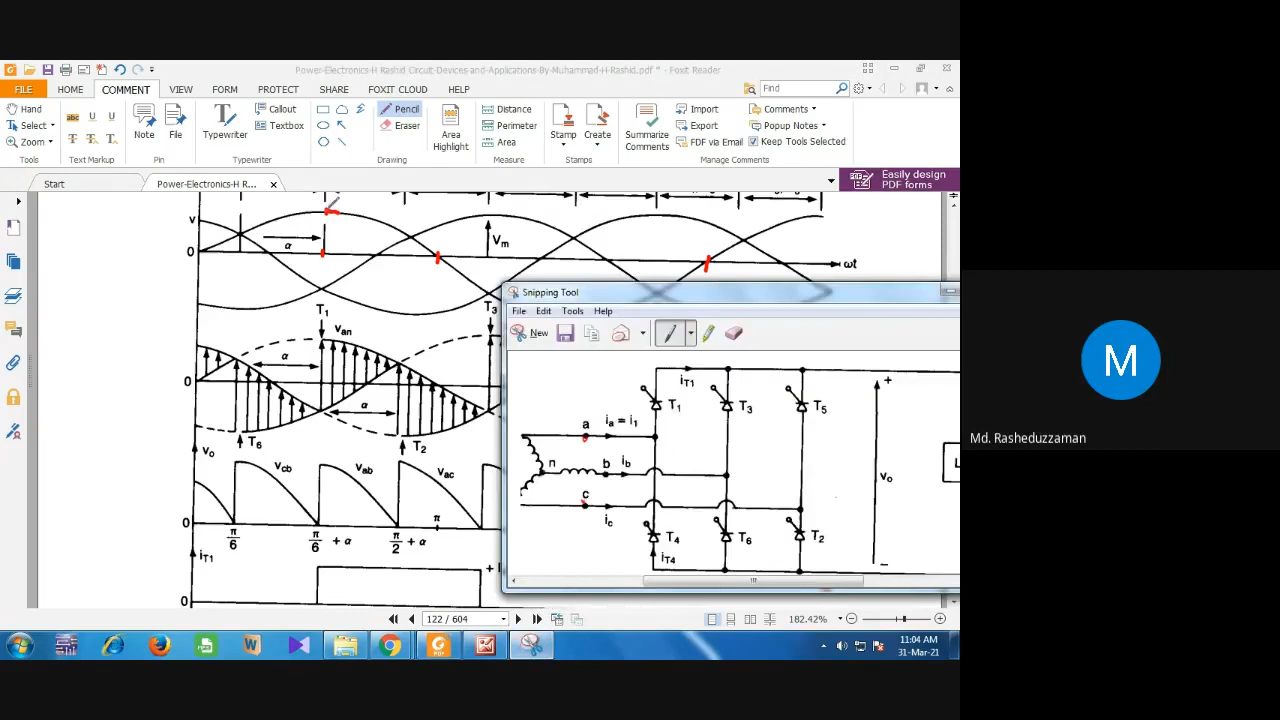 Power-Electronics-H Rashid Circuit-Devices-and-Applications-By-Muhammad-H-Rashid.pdf * - Foxit Reader
FILE HOME COMMENT VIEW FORM PROTECT SHARE FOXIT CLOUD HELP
Find
Hand
Select
Zoom
Tools
Text Markup
Note
File
Pin
Typewriter
Callout
Textbox
Typewriter
Pencil
Eraser
Area Highlight
Drawing
Distance
Perimeter
Area
Measure
Stamp
Create
Stamps
Summarize Comments
Import
Export
FDF via Email
Comments
Popup Notes
Keep Tools Selected
Manage Comments
Start
Power-Electronics-H R...
Easily design PDF forms
v
0
α
Vm
ωt
T1
van
T3
α
0
α
T6
T2
vo
vcb
vab
vac
0
π
π/6
π/6 + α
π/2 + α
iT1
0
Snipping Tool
File Edit Tools Help
New
iT1
T1
T3
T5
+
a
ia = i1
n
b
ib
vo
c
ic
T4
T6
T2
iT4
−
122 / 604
182.42%
11:04 AM
31-Mar-21
M
Md. Rasheduzzaman